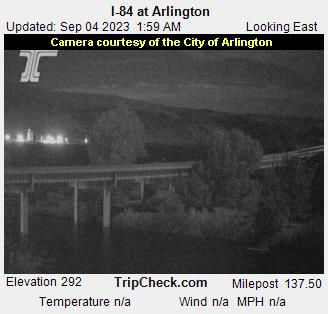 I-84 at Arlington
Updated: Sep 04 2023 1:59 AM Looking East
Camera courtesy of the City of Arlington
Elevation 292 TripCheck.com Milepost 137.50
Temperature n/a Wind n/a MPH n/a